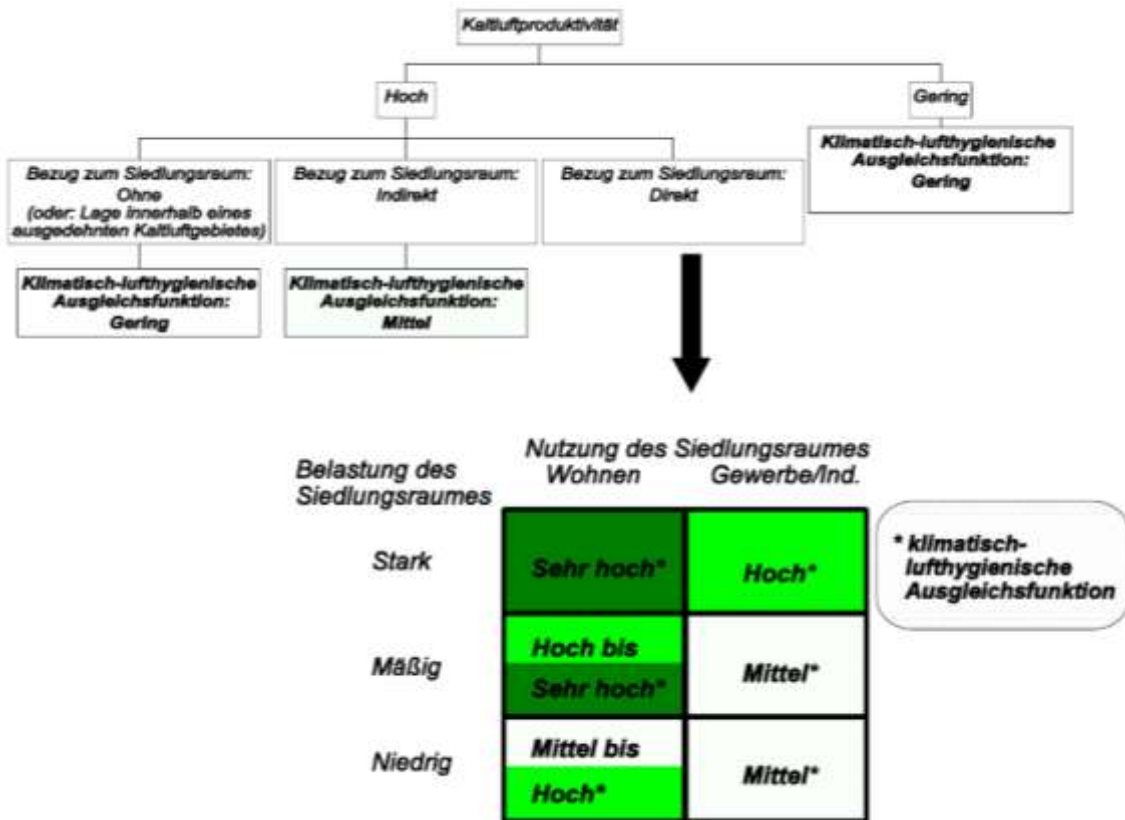 Kaltluftproduktivität
Hoch
Gering
Klimatisch-lufthygienische
Ausgleichsfunktion:
Gering
Bezug zum Siedlungsraum:
Ohne
(oder: Lage innerhalb eines
ausgedehnten Kaltluftgebietes)
Bezug zum Siedlungsraum:
Indirekt
Bezug zum Siedlungsraum:
Direkt
Klimatisch-lufthygienische
Ausgleichsfunktion:
Gering
Klimatisch-lufthygienische
Ausgleichsfunktion:
Mittel
Belastung des
Siedlungsraumes
Nutzung des Siedlungsraumes
Wohnen Gewerbe/Ind.
Stark
Sehr hoch*
Hoch*
* klimatisch-
lufthygienische
Ausgleichsfunktion
Mäßig
Hoch bis
Sehr hoch*
Mittel*
Niedrig
Mittel bis
Hoch*
Mittel*